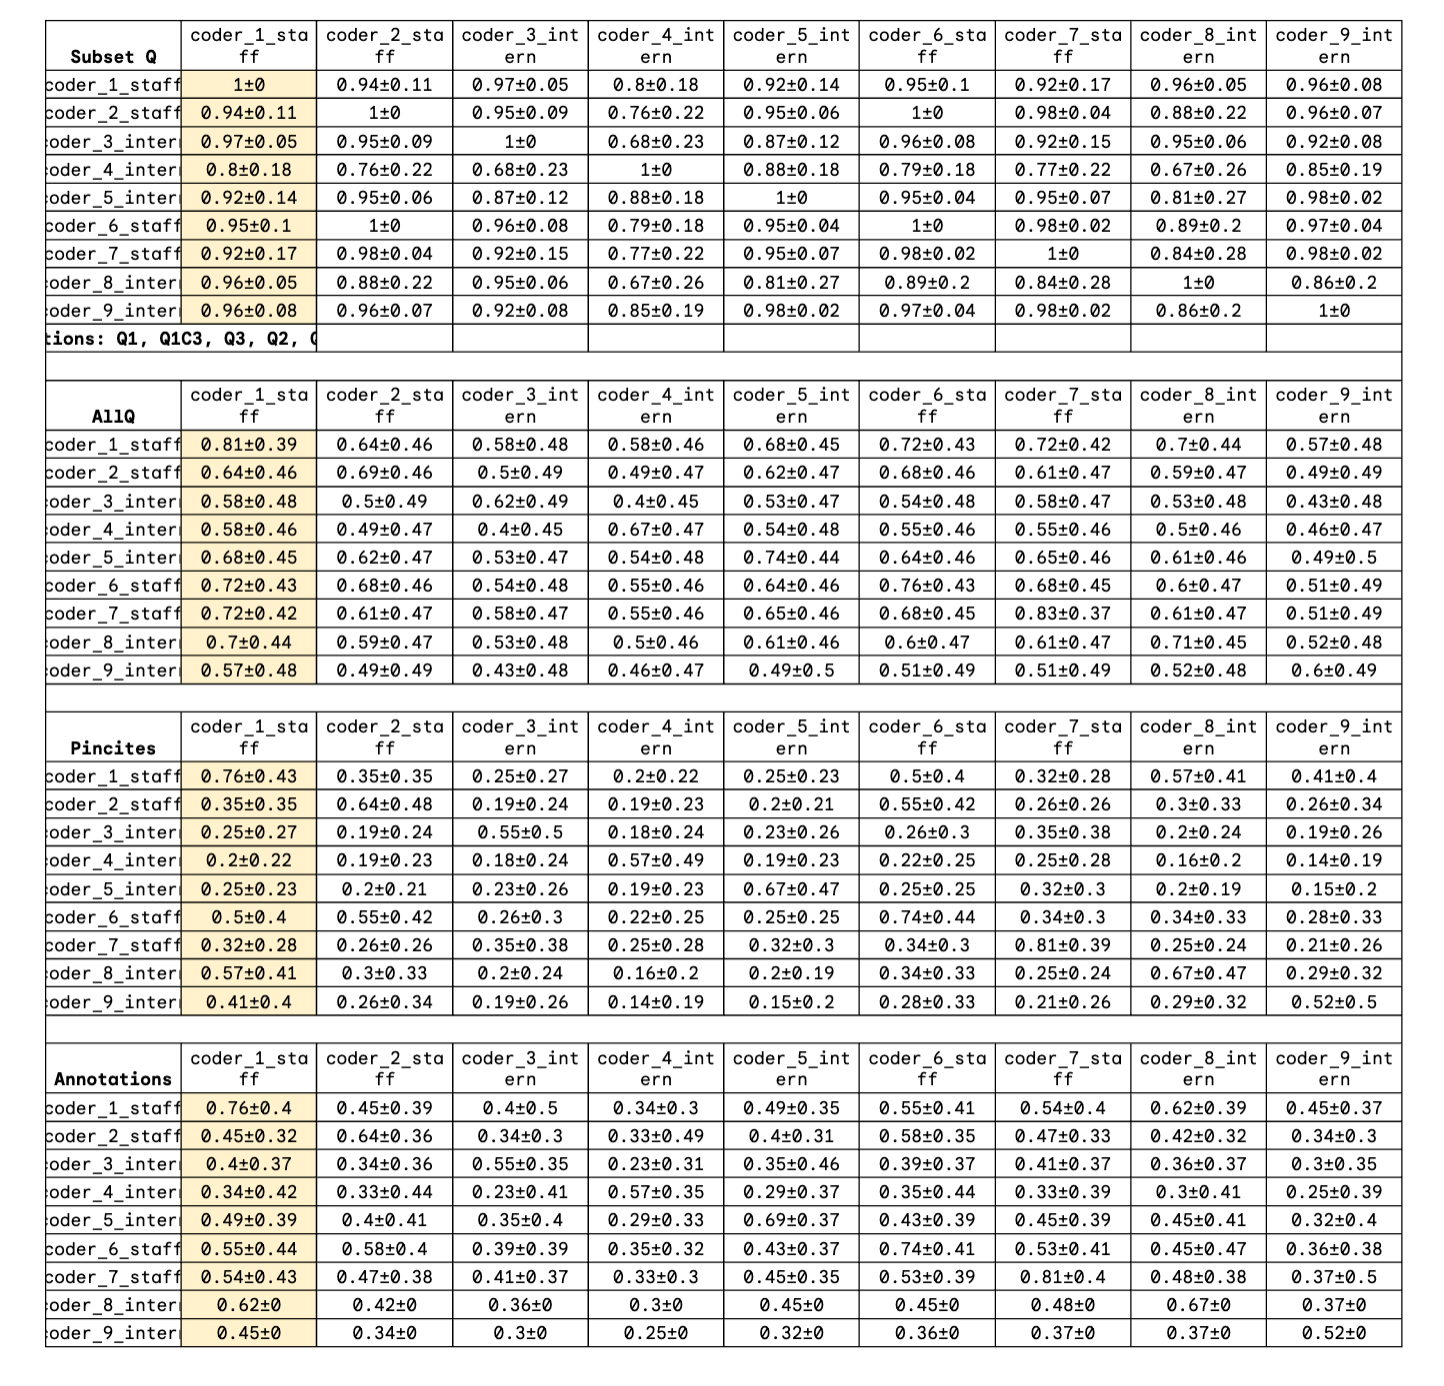 Subset Q coder_1_staff coder_2_staff coder_3_intern coder_4_intern coder_5_intern coder_6_staff coder_7_staff coder_8_intern coder_9_intern
coder_1_staff 1±0 0.94±0.11 0.97±0.05 0.8±0.18 0.92±0.14 0.95±0.1 0.92±0.17 0.96±0.05 0.96±0.08
coder_2_staff 0.94±0.11 1±0 0.95±0.09 0.76±0.22 0.95±0.06 1±0 0.98±0.04 0.88±0.22 0.96±0.07
coder_3_inter 0.97±0.05 0.95±0.09 1±0 0.68±0.23 0.87±0.12 0.96±0.08 0.92±0.15 0.95±0.06 0.92±0.08
coder_4_inter 0.8±0.18 0.76±0.22 0.68±0.23 1±0 0.88±0.18 0.79±0.18 0.77±0.22 0.67±0.26 0.85±0.19
coder_5_inter 0.92±0.14 0.95±0.06 0.87±0.12 0.88±0.18 1±0 0.95±0.04 0.95±0.07 0.81±0.27 0.98±0.02
coder_6_staff 0.95±0.1 1±0 0.96±0.08 0.79±0.18 0.95±0.04 1±0 0.98±0.02 0.89±0.2 0.97±0.04
coder_7_staff 0.92±0.17 0.98±0.04 0.92±0.15 0.77±0.22 0.95±0.07 0.98±0.02 1±0 0.84±0.28 0.98±0.02
coder_8_inter 0.96±0.05 0.88±0.22 0.95±0.06 0.67±0.26 0.81±0.27 0.89±0.2 0.84±0.28 1±0 0.86±0.2
coder_9_inter 0.96±0.08 0.96±0.07 0.92±0.08 0.85±0.19 0.98±0.02 0.97±0.04 0.98±0.02 0.86±0.2 1±0
tions: Q1, Q1C3, Q3, Q2,
AllQ coder_1_staff coder_2_staff coder_3_intern coder_4_intern coder_5_intern coder_6_staff coder_7_staff coder_8_intern coder_9_intern
coder_1_staff 0.81±0.39 0.64±0.46 0.58±0.48 0.58±0.46 0.68±0.45 0.72±0.43 0.72±0.42 0.7±0.44 0.57±0.48
coder_2_staff 0.64±0.46 0.69±0.46 0.5±0.49 0.49±0.47 0.62±0.47 0.68±0.46 0.61±0.47 0.59±0.47 0.49±0.49
coder_3_inter 0.58±0.48 0.5±0.49 0.62±0.49 0.4±0.45 0.53±0.47 0.54±0.48 0.58±0.47 0.53±0.48 0.43±0.48
coder_4_inter 0.58±0.46 0.49±0.47 0.4±0.45 0.67±0.47 0.54±0.48 0.55±0.46 0.55±0.46 0.5±0.46 0.46±0.47
coder_5_inter 0.68±0.45 0.62±0.47 0.53±0.47 0.54±0.48 0.74±0.44 0.64±0.46 0.65±0.46 0.61±0.46 0.49±0.5
coder_6_staff 0.72±0.43 0.68±0.46 0.54±0.48 0.55±0.46 0.64±0.46 0.76±0.43 0.68±0.45 0.6±0.47 0.51±0.49
coder_7_staff 0.72±0.42 0.61±0.47 0.58±0.47 0.55±0.46 0.65±0.46 0.68±0.45 0.83±0.37 0.61±0.47 0.51±0.49
coder_8_inter 0.7±0.44 0.59±0.47 0.53±0.48 0.5±0.46 0.61±0.46 0.6±0.47 0.61±0.47 0.71±0.45 0.52±0.48
coder_9_inter 0.57±0.48 0.49±0.49 0.43±0.48 0.46±0.47 0.49±0.5 0.51±0.49 0.51±0.49 0.52±0.48 0.6±0.49
Pincites coder_1_staff coder_2_staff coder_3_intern coder_4_intern coder_5_intern coder_6_staff coder_7_staff coder_8_intern coder_9_intern
coder_1_staff 0.76±0.43 0.35±0.35 0.25±0.27 0.2±0.22 0.25±0.23 0.5±0.4 0.32±0.28 0.57±0.41 0.41±0.4
coder_2_staff 0.35±0.35 0.64±0.48 0.19±0.24 0.19±0.23 0.2±0.21 0.55±0.42 0.26±0.26 0.3±0.33 0.26±0.34
coder_3_inter 0.25±0.27 0.19±0.24 0.55±0.5 0.18±0.24 0.23±0.26 0.26±0.3 0.35±0.38 0.2±0.24 0.19±0.26
coder_4_inter 0.2±0.22 0.19±0.23 0.18±0.24 0.57±0.49 0.19±0.23 0.22±0.25 0.25±0.28 0.16±0.2 0.14±0.19
coder_5_inter 0.25±0.23 0.2±0.21 0.23±0.26 0.19±0.23 0.67±0.47 0.25±0.25 0.32±0.3 0.2±0.19 0.15±0.2
coder_6_staff 0.5±0.4 0.55±0.42 0.26±0.3 0.22±0.25 0.25±0.25 0.74±0.44 0.34±0.3 0.34±0.33 0.28±0.33
coder_7_staff 0.32±0.28 0.26±0.26 0.35±0.38 0.25±0.28 0.32±0.3 0.34±0.3 0.81±0.39 0.25±0.24 0.21±0.26
coder_8_inter 0.57±0.41 0.3±0.33 0.2±0.24 0.16±0.2 0.2±0.19 0.34±0.33 0.25±0.24 0.67±0.47 0.29±0.32
coder_9_inter 0.41±0.4 0.26±0.34 0.19±0.26 0.14±0.19 0.15±0.2 0.28±0.33 0.21±0.26 0.29±0.32 0.52±0.5
Annotations coder_1_staff coder_2_staff coder_3_intern coder_4_intern coder_5_intern coder_6_staff coder_7_staff coder_8_intern coder_9_intern
coder_1_staff 0.76±0.4 0.45±0.39 0.4±0.5 0.34±0.3 0.49±0.35 0.55±0.41 0.54±0.4 0.62±0.39 0.45±0.37
coder_2_staff 0.45±0.32 0.64±0.36 0.34±0.3 0.33±0.49 0.4±0.31 0.58±0.35 0.47±0.33 0.42±0.32 0.34±0.3
coder_3_inter 0.4±0.37 0.34±0.36 0.55±0.35 0.23±0.31 0.35±0.46 0.39±0.37 0.41±0.37 0.36±0.37 0.3±0.35
coder_4_inter 0.34±0.42 0.33±0.44 0.23±0.41 0.57±0.35 0.29±0.37 0.35±0.44 0.33±0.39 0.3±0.41 0.25±0.39
coder_5_inter 0.49±0.39 0.4±0.41 0.35±0.4 0.29±0.33 0.69±0.37 0.43±0.39 0.45±0.39 0.45±0.41 0.32±0.4
coder_6_staff 0.55±0.44 0.58±0.4 0.39±0.39 0.35±0.32 0.43±0.37 0.74±0.41 0.53±0.41 0.45±0.47 0.36±0.38
coder_7_staff 0.54±0.43 0.47±0.38 0.41±0.37 0.33±0.3 0.45±0.35 0.53±0.39 0.81±0.4 0.48±0.38 0.37±0.5
coder_8_inter 0.62±0 0.42±0 0.36±0 0.3±0 0.45±0 0.45±0 0.48±0 0.67±0 0.37±0
coder_9_inter 0.45±0 0.34±0 0.3±0 0.25±0 0.32±0 0.36±0 0.37±0 0.37±0 0.52±0